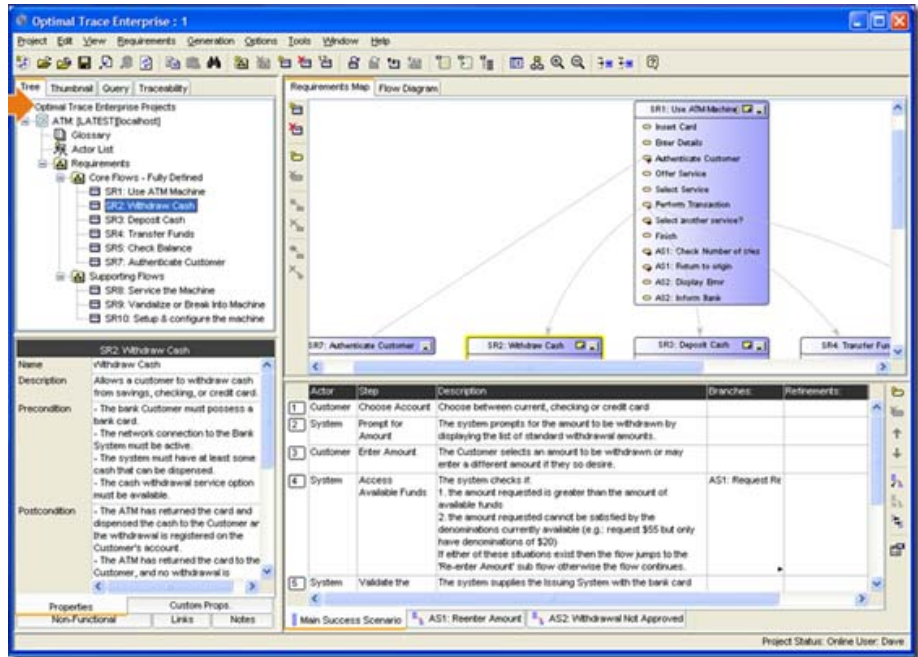 Optimal Trace Enterprise : 1
Project Edit View Requirements Generation Options Tools Window Help
Tree Thumbnail Query Traceability
Optimal Trace Enterprise Projects
ATM: [LATEST][localhost]
Glossary
Actor List
Requirements
Core Flows - Fully Defined
SR1: Use ATM Machine
SR2: Withdraw Cash
SR3: Deposit Cash
SR4: Transfer Funds
SR5: Check Balance
SR7: Authenticate Customer
Supporting Flows
SR8: Service the Machine
SR9: Vandalize or Break Into Machine
SR10: Setup & configure the machine
Requirements Map Flow Diagram
SR1: Use ATM Machine
Insert Card
Enter Details
Authenticate Customer
Offer Service
Select Service
Perform Transaction
Select another service?
Finish
AS1: Check Number of tries
AS1: Return to origin
AS2: Display Error
AS2: Inform Bank
SR7: Authenticate Customer
SR2: Withdraw Cash
SR3: Deposit Cash
SR4: Transfer Fun
SR2: Withdraw Cash
Name Withdraw Cash
Description Allows a customer to withdraw cash
from savings, checking, or credit card.
Precondition - The bank Customer must possess a
bank card.
- The network connection to the Bank
System must be active.
- The system must have at least some
cash that can be dispensed.
- The cash withdrawal service option
must be available.
Postcondition - The ATM has returned the card and
dispensed the cash to the Customer ar
the withdrawal is registered on the
Customer's account.
- The ATM has returned the card to the
Customer, and no withdrawal is
Properties Custom Props.
Non-Functional Links Notes
Actor Step Description Branches: Refinements:
1 Customer Choose Account Choose between current, checking or credit card
2 System Prompt for Amount The system prompts for the amount to be withdrawn by
displaying the list of standard withdrawal amounts.
3 Customer Enter Amount The Customer selects an amount to be withdrawn or may
enter a different amount if they so desire.
4 System Access Available Funds The system checks if: AS1: Request Re
1. the amount requested is greater than the amount of
available funds
2. the amount requested cannot be satisfied by the
denominations currently available (e.g.: request $55 but only
have denominations of $20)
If either of these situations exist then the flow jumps to the
'Re-enter Amount' sub flow otherwise the flow continues.
5 System Validate the The system supplies the Issuing System with the bank card
Main Success Scenario AS1: Reenter Amount AS2: Withdrawal Not Approved
Project Status: Online User: Dave